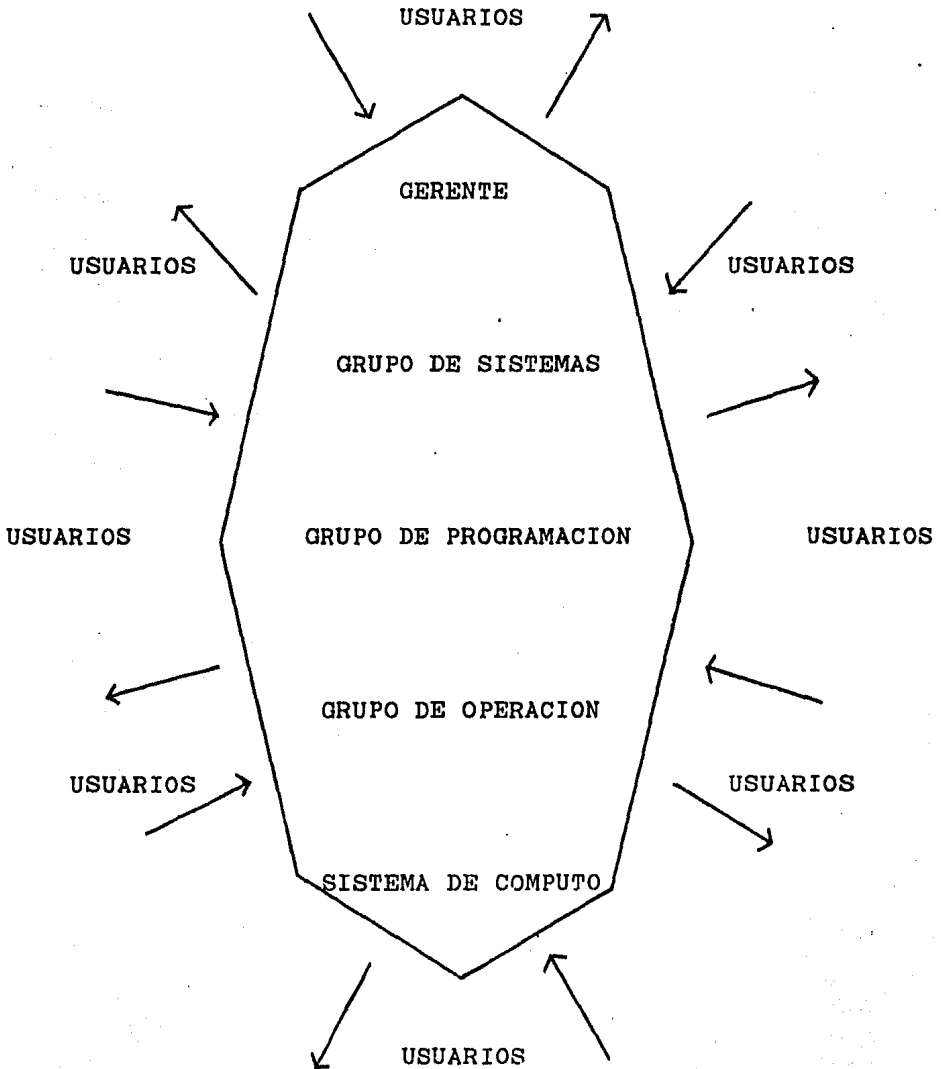 USUARIOS
GERENTE
USUARIOS
USUARIOS
GRUPO DE SISTEMAS
USUARIOS
GRUPO DE PROGRAMACION
USUARIOS
GRUPO DE OPERACION
USUARIOS
USUARIOS
SISTEMA DE COMPUTO
USUARIOS